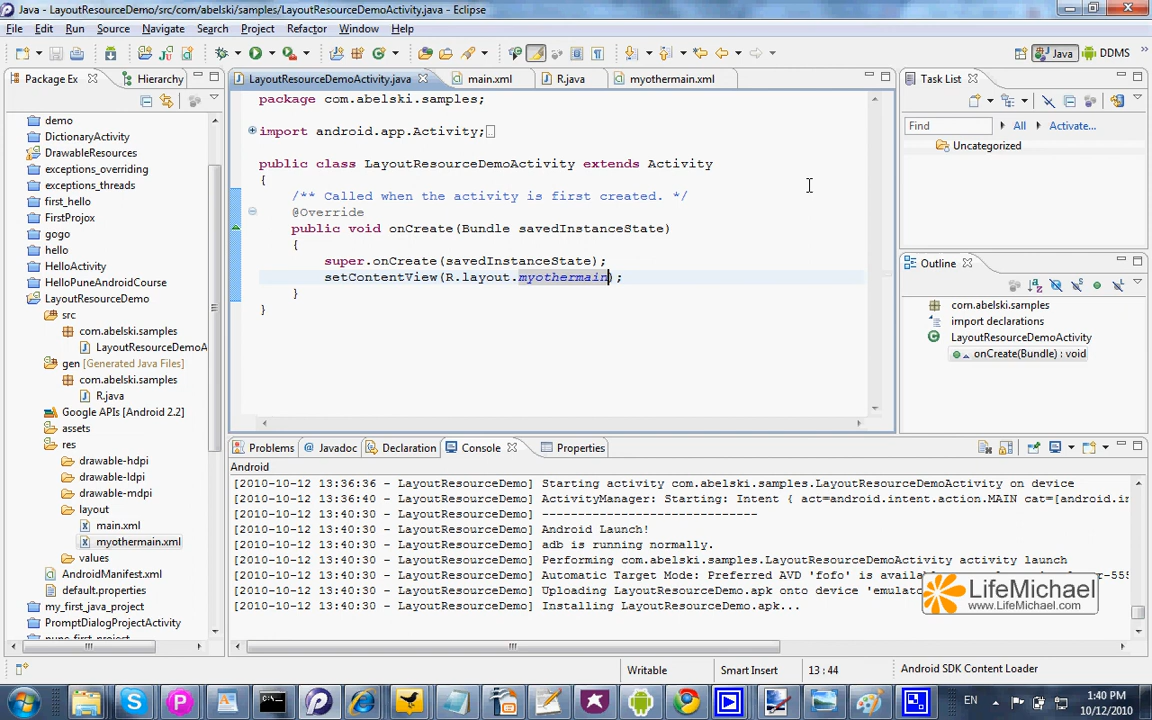 Java - LayoutResourceDemo/src/com/abelski/samples/LayoutResourceDemoActivity.java - Eclipse
File Edit Run Source Navigate Search Project Refactor Window Help
Java DDMS
Package Ex Hierarchy
LayoutResourceDemoActivity.java main.xml R.java myothermain.xml
Task List
demo
DictionaryActivity
DrawableResources
exceptions_overriding
exceptions_threads
first_hello
FirstProjox
gogo
hello
HelloActivity
HelloPuneAndroidCourse
LayoutResourceDemo
src
com.abelski.samples
LayoutResourceDemoA
gen [Generated Java Files]
com.abelski.samples
R.java
Google APIs [Android 2.2]
assets
res
drawable-hdpi
drawable-ldpi
drawable-mdpi
layout
main.xml
myothermain.xml
values
AndroidManifest.xml
default.properties
my_first_java_project
PromptDialogProjectActivity
pune_first_project
package com.abelski.samples;
import android.app.Activity;
public class LayoutResourceDemoActivity extends Activity
{
/** Called when the activity is first created. */
@Override
public void onCreate(Bundle savedInstanceState)
{
super.onCreate(savedInstanceState);
setContentView(R.layout.myothermain);
}
}
Find All Activate...
Uncategorized
Outline
com.abelski.samples
import declarations
LayoutResourceDemoActivity
onCreate(Bundle) : void
Problems Javadoc Declaration Console Properties
Android
[2010-10-12 13:36:36 - LayoutResourceDemo] Starting activity com.abelski.samples.LayoutResourceDemoActivity on device
[2010-10-12 13:36:40 - LayoutResourceDemo] ActivityManager: Starting: Intent { act=android.intent.action.MAIN cat=[android.in
[2010-10-12 13:40:30 - LayoutResourceDemo] ------------------------------
[2010-10-12 13:40:30 - LayoutResourceDemo] Android Launch!
[2010-10-12 13:40:30 - LayoutResourceDemo] adb is running normally.
[2010-10-12 13:40:30 - LayoutResourceDemo] Performing com.abelski.samples.LayoutResourceDemoActivity activity launch
[2010-10-12 13:40:30 - LayoutResourceDemo] Automatic Target Mode: Preferred AVD 'fofo' is availa
[2010-10-12 13:40:30 - LayoutResourceDemo] Uploading LayoutResourceDemo.apk onto device 'emulato
[2010-10-12 13:40:30 - LayoutResourceDemo] Installing LayoutResourceDemo.apk...
LifeMichael
www.LifeMichael.com
Writable Smart Insert 13 : 44 Android SDK Content Loader
EN
1:40 PM
10/12/2010